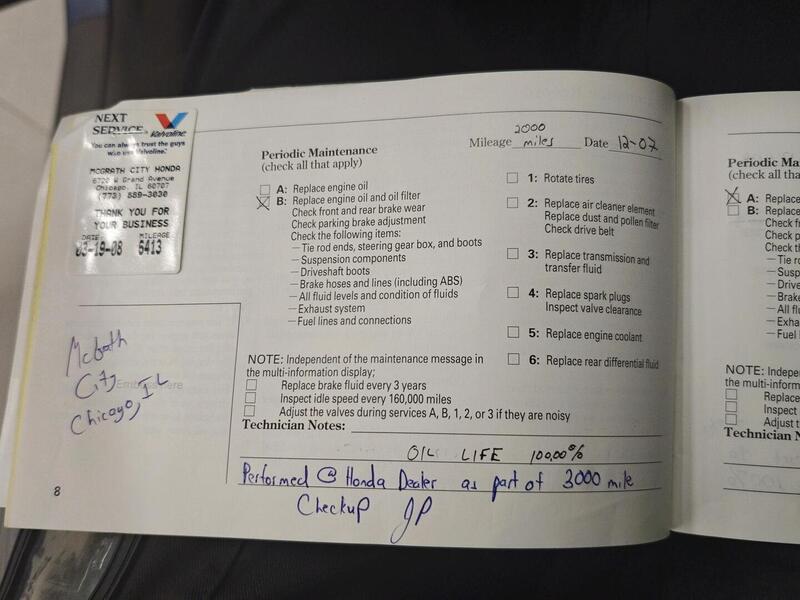 NEXT
SERVICE
Valvoline
You can always trust the guys
who use Valvoline.
MCGRATH CITY HONDA
6720 W Grand Avenue
Chicago, IL 60707
(773) 889-3030
THANK YOU FOR
YOUR BUSINESS
DATE MILEAGE
03-19-08 6413
McGrath
City
Chicago, IL
8
Periodic Maintenance
(check all that apply)
Mileage 2000 miles Date 12-07
A: Replace engine oil
B: Replace engine oil and oil filter
Check front and rear brake wear
Check parking brake adjustment
Check the following items:
—Tie rod ends, steering gear box, and boots
—Suspension components
—Driveshaft boots
—Brake hoses and lines (including ABS)
—All fluid levels and condition of fluids
—Exhaust system
—Fuel lines and connections
1: Rotate tires
2: Replace air cleaner element
Replace dust and pollen filter
Check drive belt
3: Replace transmission and
transfer fluid
4: Replace spark plugs
Inspect valve clearance
5: Replace engine coolant
6: Replace rear differential fluid
NOTE: Independent of the maintenance message in
the multi-information display;
Replace brake fluid every 3 years
Inspect idle speed every 160,000 miles
Adjust the valves during services A, B, 1, 2, or 3 if they are noisy
Technician Notes:
OIL LIFE 100.00%
Performed @ Honda Dealer as part of 3000 mile
Checkup JP
Periodic Ma
(check all tha
A: Replace
B: Replac
Check fr
Check p
Check th
—Tie ro
—Susp
—Drive
—Brake
—All flu
—Exha
—Fuel l
NOTE: Indepen
the multi-inform
Replace
Inspect
Adjust t
Technician N